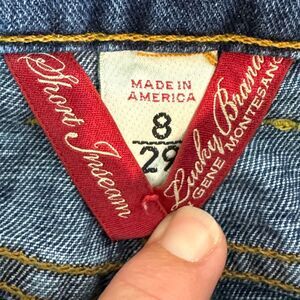 Short Inseam
MADE IN
AMERICA
8
29
Lucky Brand
GENE MONTESANO